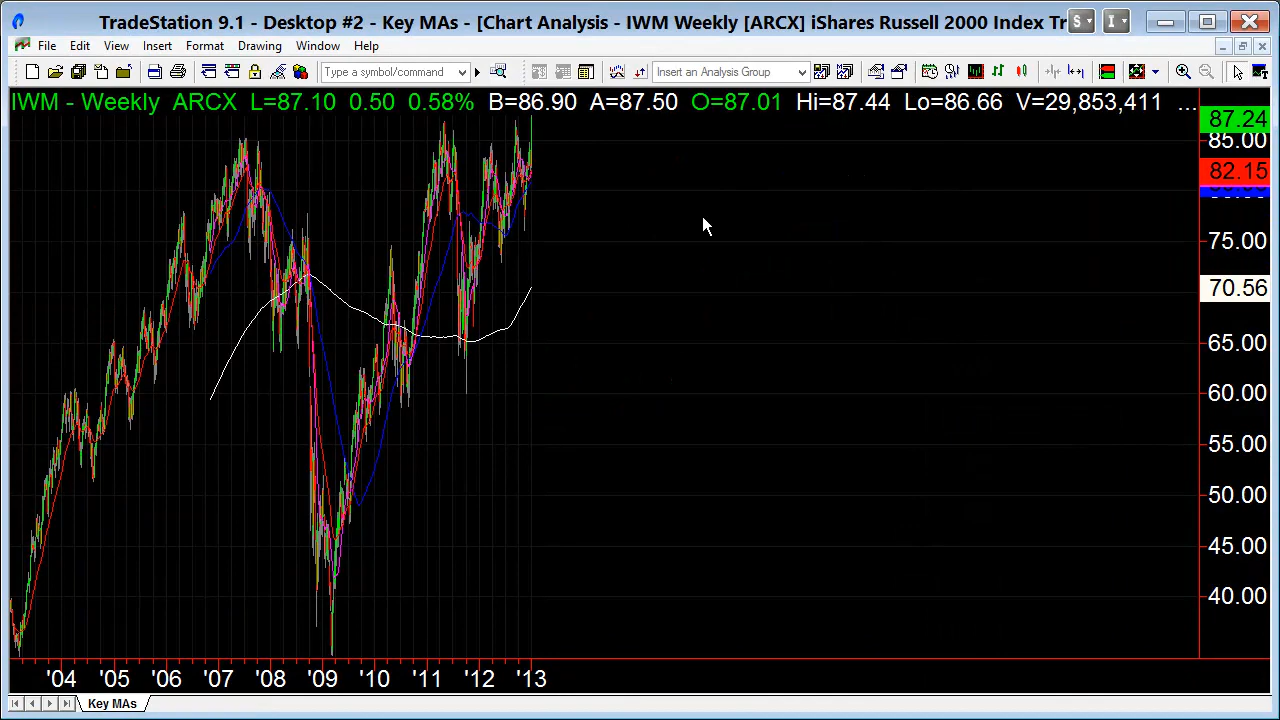 TradeStation 9.1 - Desktop #2 - Key MAs - [Chart Analysis - IWM Weekly [ARCX] iShares Russell 2000 Index Tr
S
I
File Edit View Insert Format Drawing Window Help
Type a symbol/command
Insert an Analysis Group
IWM - Weekly ARCX L=87.10 0.50 0.58% B=86.90 A=87.50 O=87.01 Hi=87.44 Lo=86.66 V=29,853,411 ...
87.24
85.00
82.15
75.00
70.56
65.00
60.00
55.00
50.00
45.00
40.00
'04 '05 '06 '07 '08 '09 '10 '11 '12 '13
Key MAs